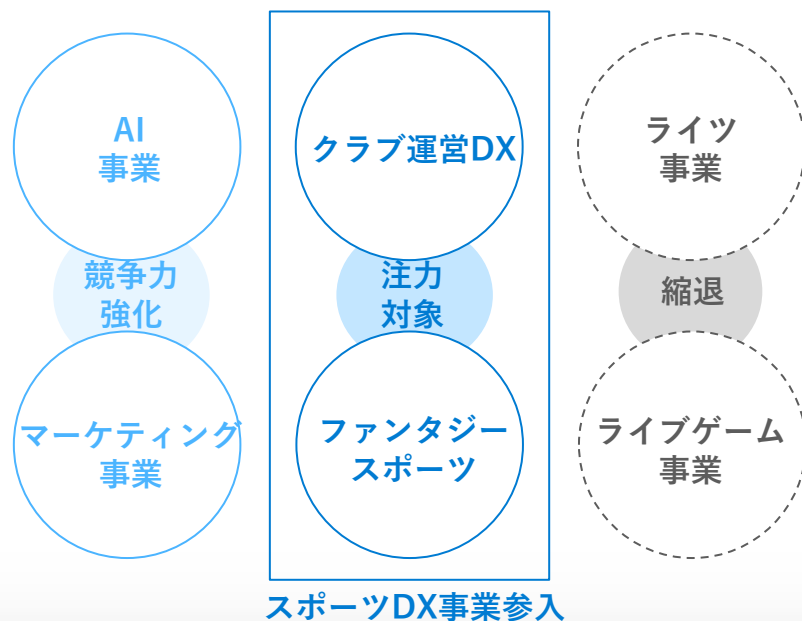 AI
事業
競争力
強化
マーケティング
事業
クラブ運営DX
注力
対象
ファンタジー
スポーツ
スポーツDX事業参入
ライツ
事業
縮退
ライブゲーム
事業